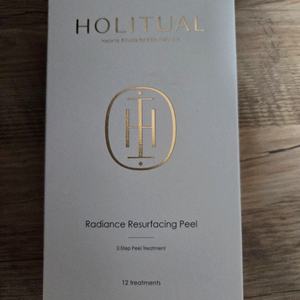 HOLITUAL
Radiance Resurfacing Peel
2-Step Peel Treatment
12 treatments